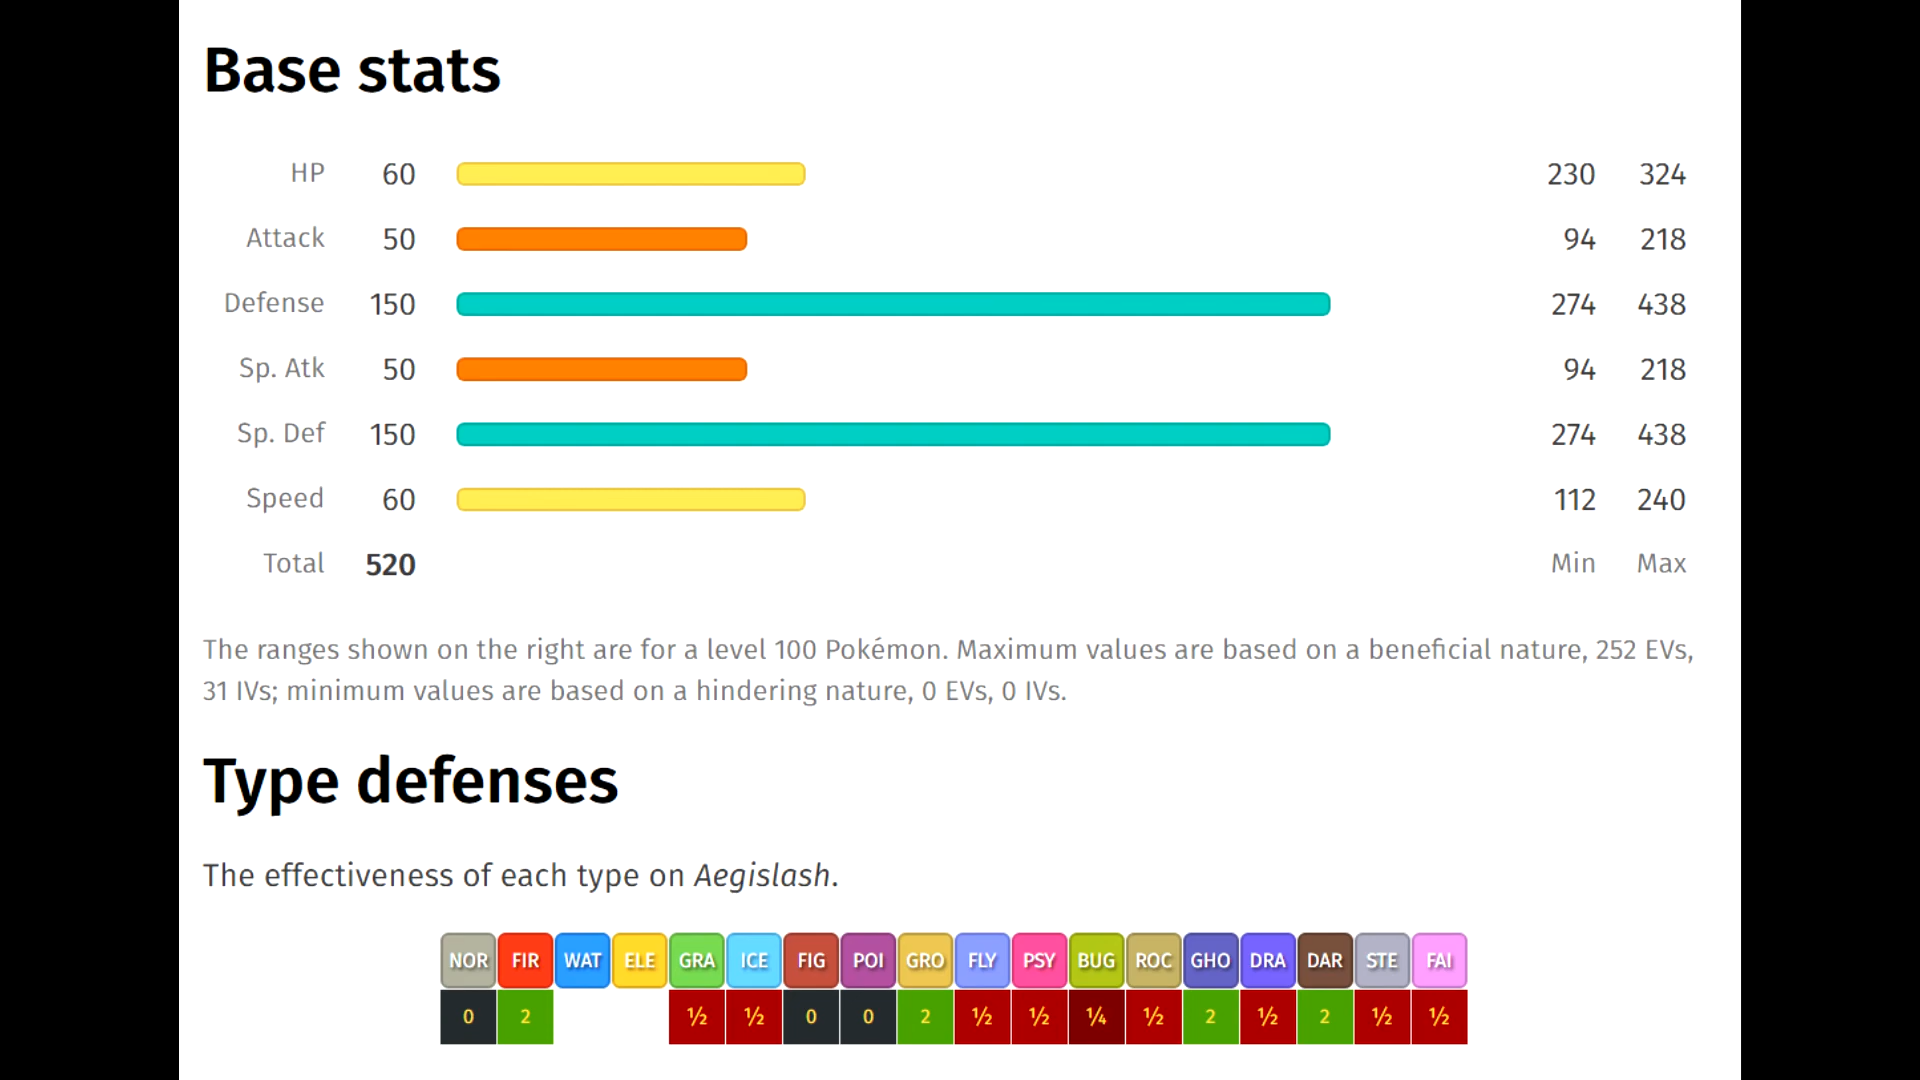 Base stats
HP 60 230 324
Attack 50 94 218
Defense 150 274 438
Sp. Atk 50 94 218
Sp. Def 150 274 438
Speed 60 112 240
Total 520 Min Max
The ranges shown on the right are for a level 100 Pokémon. Maximum values are based on a beneficial nature, 252 EVs,
31 IVs; minimum values are based on a hindering nature, 0 EVs, 0 IVs.
Type defenses
The effectiveness of each type on Aegislash.
NOR FIR WAT ELE GRA ICE FIG POI GRO FLY PSY BUG ROC GHO DRA DAR STE FAI
0 2 ½ ½ 0 0 2 ½ ½ ¼ ½ 2 ½ 2 ½ ½